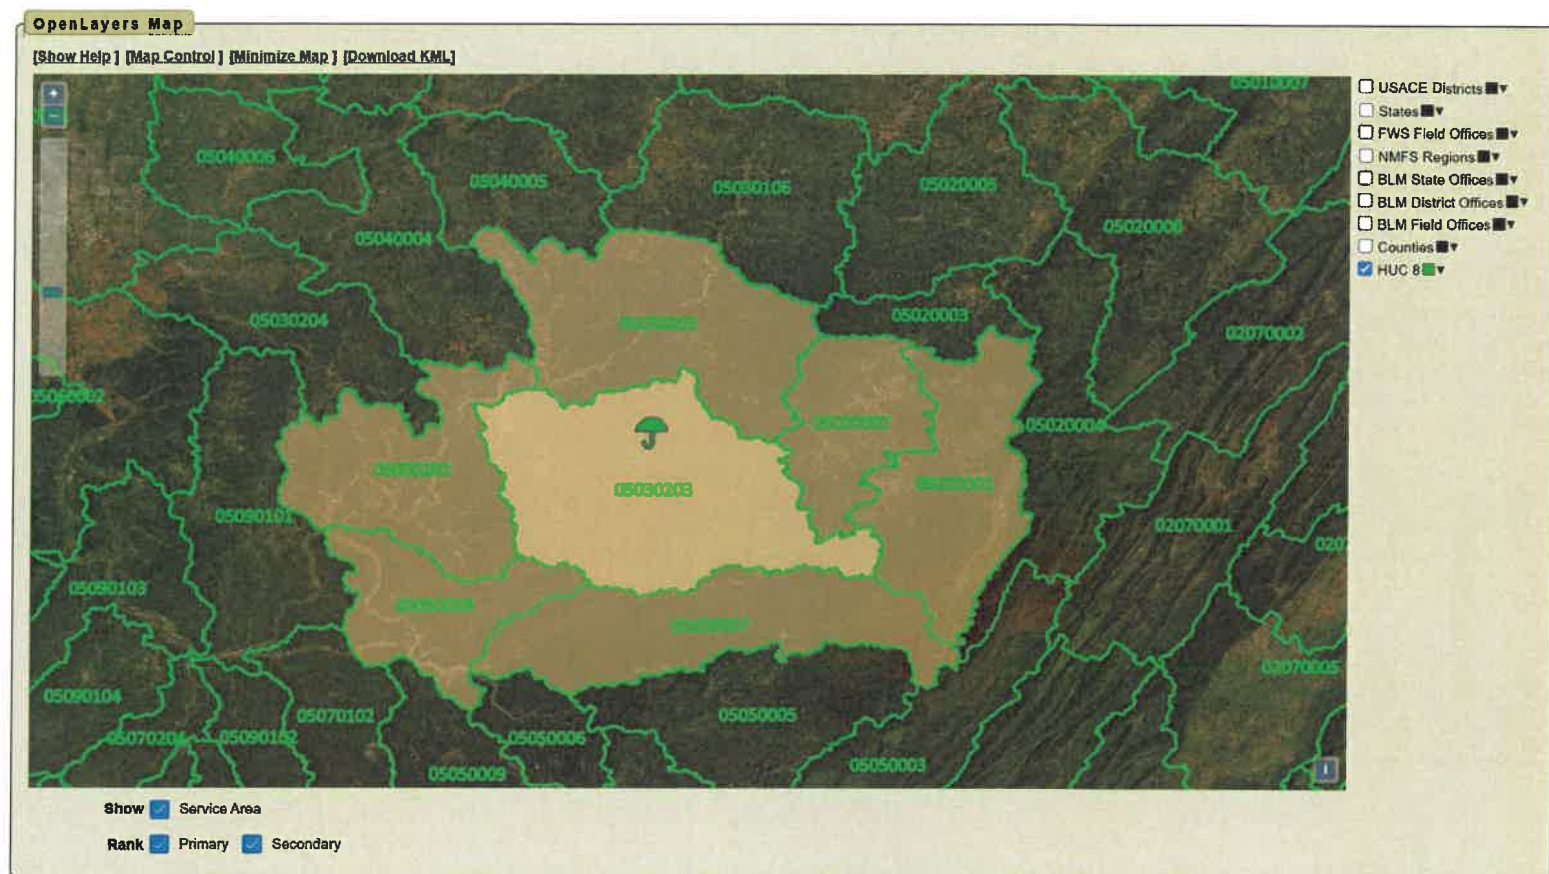 OpenLayers Map
[Show Help ] [Map Control ] [Minimize Map ] [Download KML]
05010007
05040006
05040005
05030106
05020005
05020006
05040004
05030204
05020003
02070002
05020004
05030203
05090101
02070001
05090103
02070005
05090104
05070102
05050005
05090102
05050006
05050009
05050003
USACE Districts
States
FWS Field Offices
NMFS Regions
BLM State Offices
BLM District Offices
BLM Field Offices
Counties
HUC 8
Show Service Area
Rank Primary Secondary